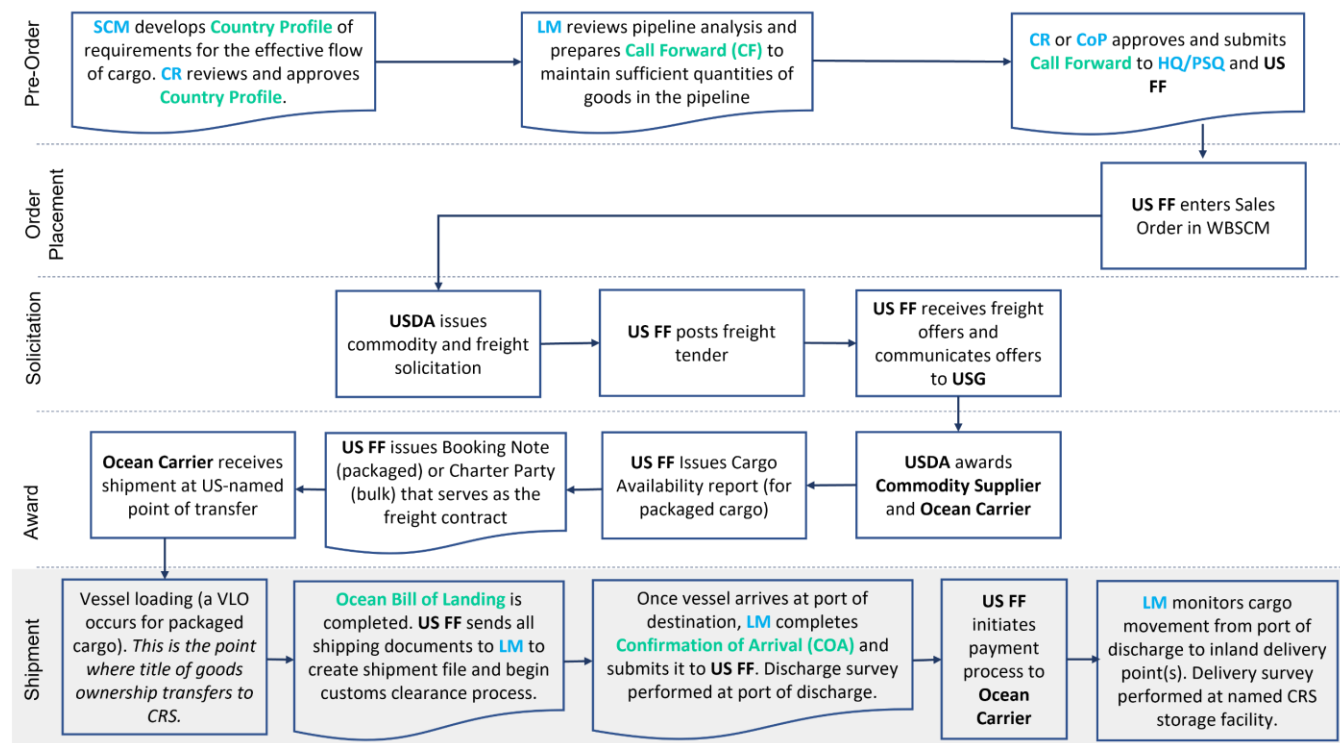 Pre-Order
SCM develops Country Profile of
requirements for the effective flow
of cargo. CR reviews and approves
Country Profile.
LM reviews pipeline analysis and
prepares Call Forward (CF) to
maintain sufficient quantities of
goods in the pipeline
CR or CoP approves and submits
Call Forward to HQ/PSQ and US
FF
Order
Placement
US FF enters Sales
Order in WBSCM
Solicitation
USDA issues
commodity and freight
solicitation
US FF posts freight
tender
US FF receives freight
offers and
communicates offers
to USG
Award
Ocean Carrier receives
shipment at US-named
point of transfer
US FF issues Booking Note
(packaged) or Charter Party
(bulk) that serves as the
freight contract
US FF Issues Cargo
Availability report (for
packaged cargo)
USDA awards
Commodity Supplier
and Ocean Carrier
Shipment
Vessel loading (a VLO
occurs for packaged
cargo). This is the point
where title of goods
ownership transfers to
CRS.
Ocean Bill of Landing is
completed. US FF sends all
shipping documents to LM to
create shipment file and begin
customs clearance process.
Once vessel arrives at port of
destination, LM completes
Confirmation of Arrival (COA) and
submits it to US FF. Discharge survey
performed at port of discharge.
US FF
initiates
payment
process to
Ocean
Carrier
LM monitors cargo
movement from port of
discharge to inland delivery
point(s). Delivery survey
performed at named CRS
storage facility.